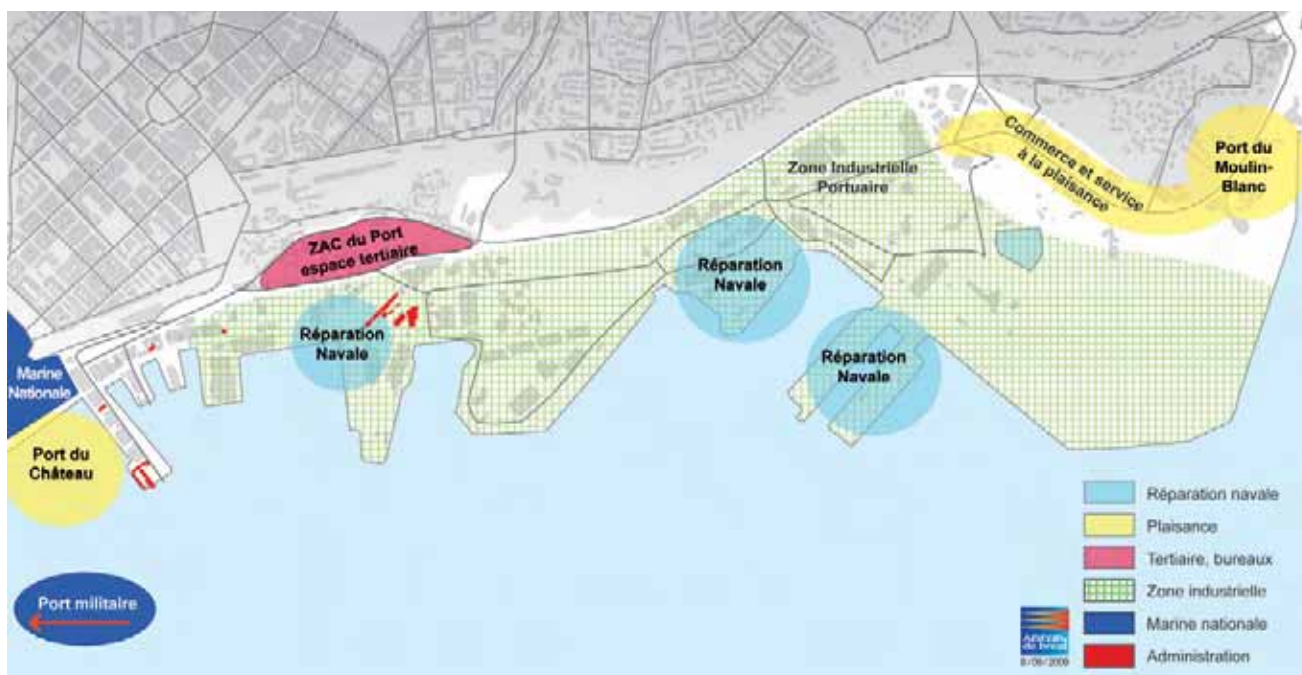 Commerce et service
à la plaisance
Port du
Moulin-
Blanc
Zone Industrielle
Portuaire
ZAC du Port
espace tertiaire
Réparation
Navale
Réparation
Navale
Réparation
Navale
Marine
Nationale
Port du
Château
Port militaire
Réparation navale
Plaisance
Tertiaire, bureaux
Zone industrielle
Marine nationale
Administration